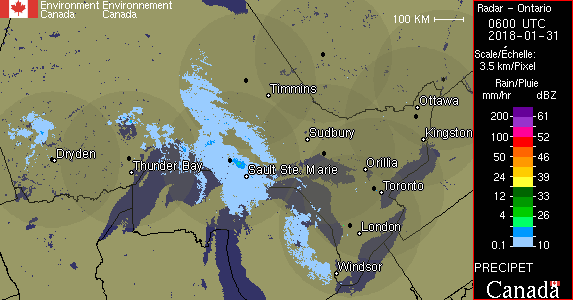 Environment Environnement
Canada Canada
100 KM
Timmins
Ottawa
Sudbury
Kingston
Dryden
Thunder Bay
Sault Ste. Marie
Orillia
Toronto
London
Windsor
Radar - Ontario
0600 UTC
2018-01-31
Scale/Échelle:
3.5 km/Pixel
Rain/Pluie
mm/hr dBZ
200 61
100 52
50 46
24 39
12 33
4 26
0.1 10
PRECIPET
Canada